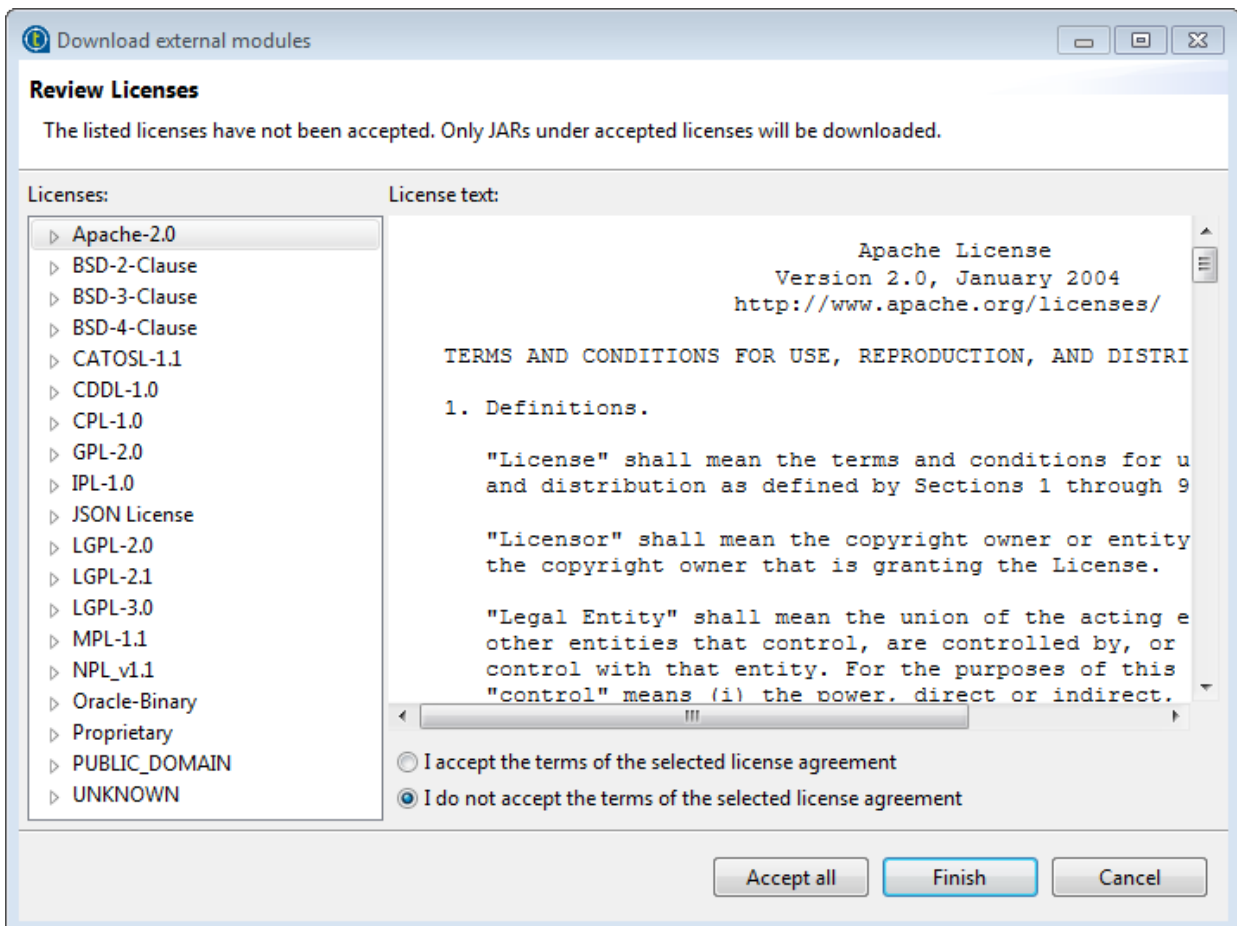 Download external modules
Review Licenses
The listed licenses have not been accepted. Only JARs under accepted licenses will be downloaded.
Licenses:
Apache-2.0
BSD-2-Clause
BSD-3-Clause
BSD-4-Clause
CATOSL-1.1
CDDL-1.0
CPL-1.0
GPL-2.0
IPL-1.0
JSON License
LGPL-2.0
LGPL-2.1
LGPL-3.0
MPL-1.1
NPL_v1.1
Oracle-Binary
Proprietary
PUBLIC_DOMAIN
UNKNOWN
License text:
Apache License
Version 2.0, January 2004
http://www.apache.org/licenses/
TERMS AND CONDITIONS FOR USE, REPRODUCTION, AND DISTRI
1. Definitions.
"License" shall mean the terms and conditions for u
and distribution as defined by Sections 1 through 9
"Licensor" shall mean the copyright owner or entity
the copyright owner that is granting the License.
"Legal Entity" shall mean the union of the acting e
other entities that control, are controlled by, or
control with that entity. For the purposes of this
"control" means (i) the power, direct or indirect,
I accept the terms of the selected license agreement
I do not accept the terms of the selected license agreement
Accept all
Finish
Cancel